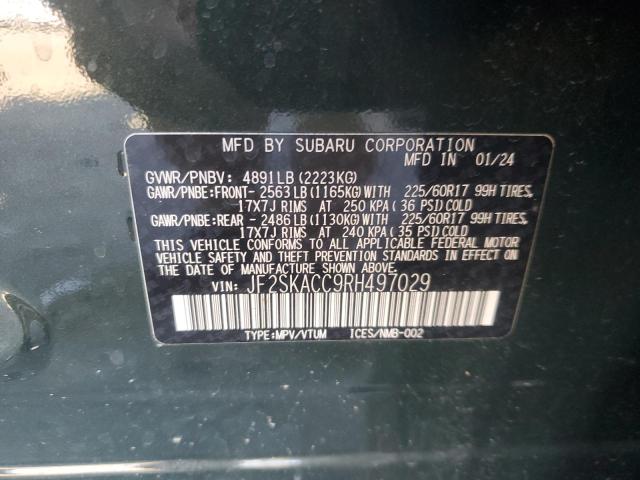 MFD BY SUBARU CORPORATION
MFD IN 01/24
GVWR/PNBV: 4891LB(2223KG)
GAWR/PNBE:FRONT- 2563LB(1165KG)WITH 225/60R17 99H TIRES,
17X7J RIMS AT 250 KPA(36 PSI)COLD
GAWR/PNBE:REAR - 2486LB(1130KG)WITH 225/60R17 99H TIRES,
17X7J RIMS AT 240 KPA(35 PSI)COLD
THIS VEHICLE CONFORMS TO ALL APPLICABLE FEDERAL MOTOR
VEHICLE SAFETY AND THEFT PREVENTION STANDARDS IN EFFECT ON
THE DATE OF MANUFACTURE SHOWN ABOVE.
VIN: JF2SKACC9RH497029
TYPE:MPV/VTUM ICES/NMB-002